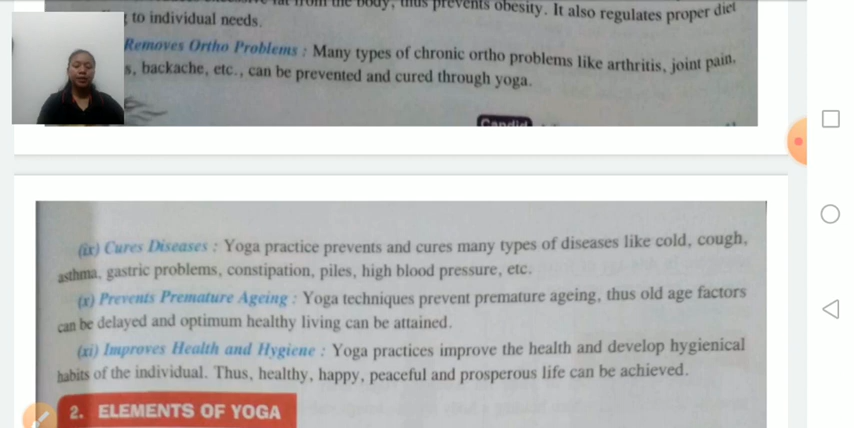 from the body, thus prevents obesity. It also regulates proper diet
to individual needs.
Removes Ortho Problems : Many types of chronic ortho problems like arthritis, joint pain,
s, backache, etc., can be prevented and cured through yoga.
Candid
(ix) Cures Diseases : Yoga practice prevents and cures many types of diseases like cold, cough,
asthma, gastric problems, constipation, piles, high blood pressure, etc.
(x) Prevents Premature Ageing : Yoga techniques prevent premature ageing, thus old age factors
can be delayed and optimum healthy living can be attained.
(xi) Improves Health and Hygiene : Yoga practices improve the health and develop hygienical
habits of the individual. Thus, healthy, happy, peaceful and prosperous life can be achieved.
2. ELEMENTS OF YOGA